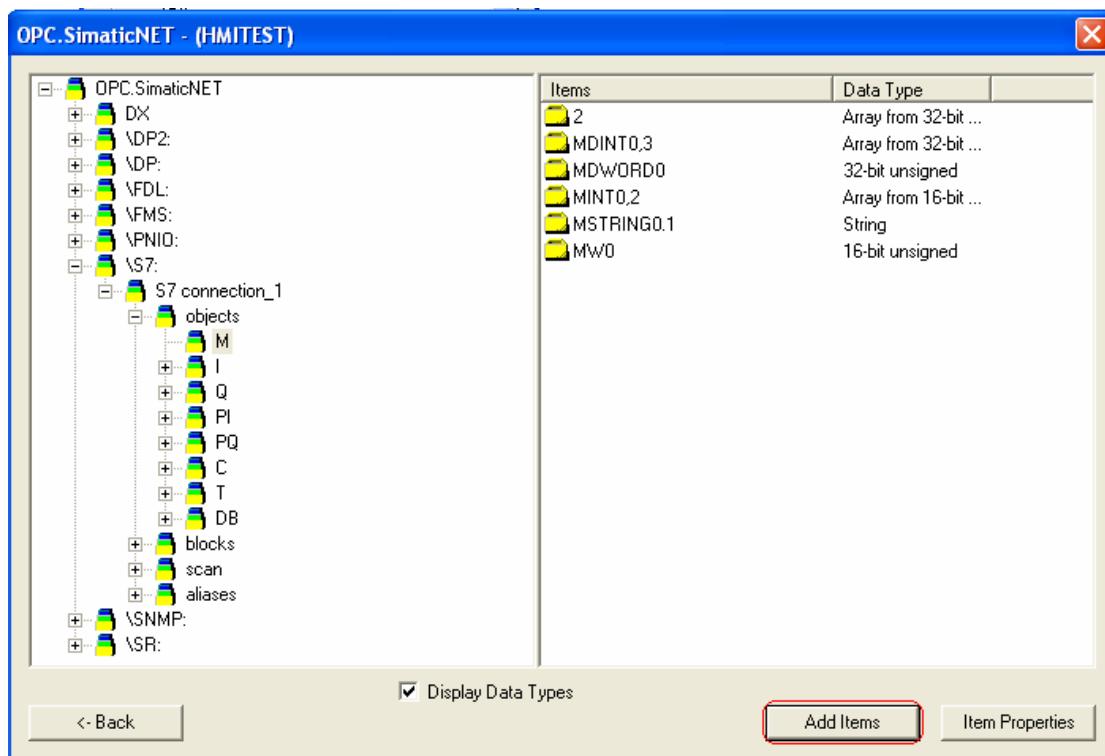 OPC.SimaticNET - (HMITEST)
OPC.SimaticNET
DX
\DP2:
\DP:
\FDL:
\FMS:
\PNIO:
\S7:
S7 connection_1
objects
M
I
Q
PI
PQ
C
T
DB
blocks
scan
aliases
\SNMP:
\SR:
Items Data Type
2 Array from 32-bit ...
MDINT0,3 Array from 32-bit ...
MDWORD0 32-bit unsigned
MINT0,2 Array from 16-bit ...
MSTRING0.1 String
MW0 16-bit unsigned
Display Data Types
<- Back Add Items Item Properties